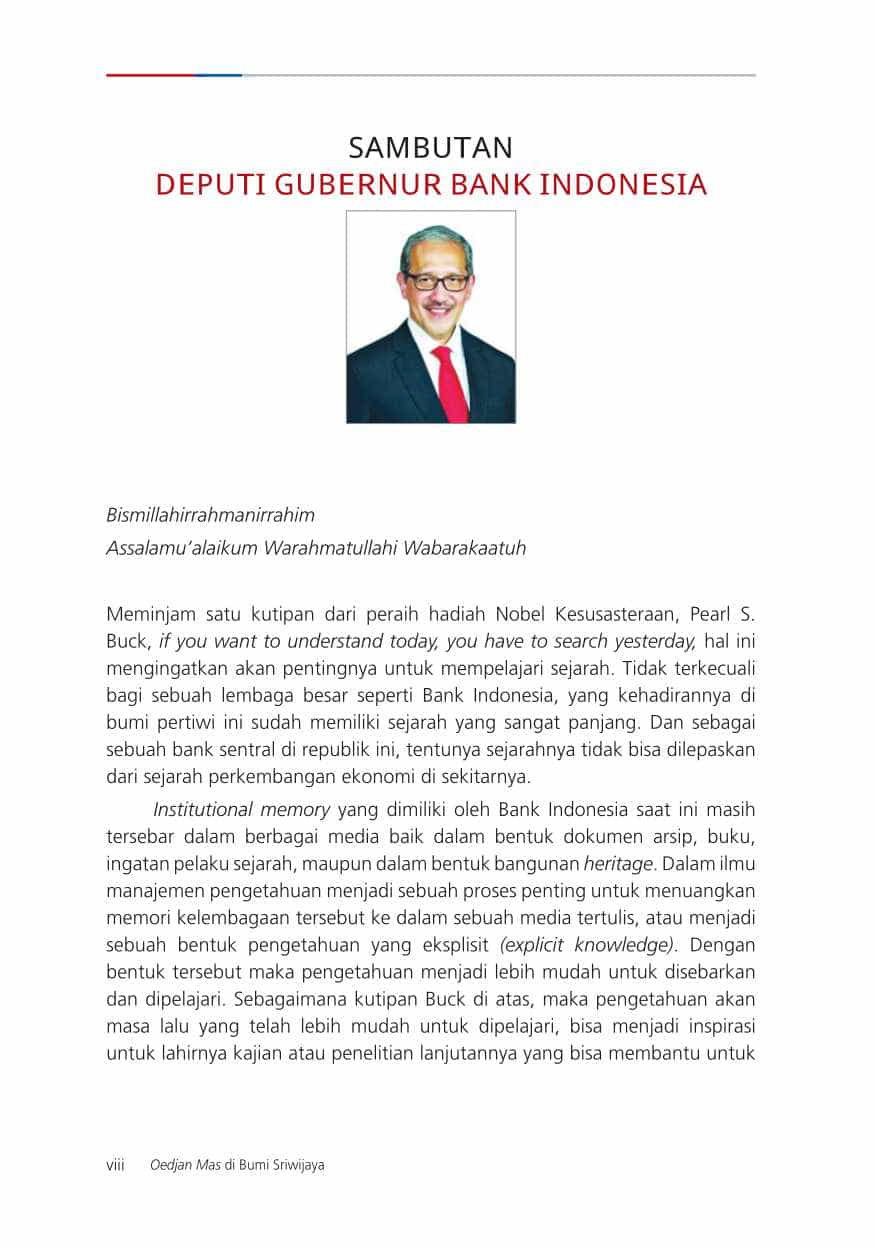 SAMBUTAN
DEPUTI GUBERNUR BANK INDONESIA
Bismillahirrahmanirrahim
Assalamu’alaikum Warahmatullahi Wabarakaatuh
Meminjam satu kutipan dari peraih hadiah Nobel Kesusasteraan, Pearl S.
Buck, if you want to understand today, you have to search yesterday, hal ini
mengingatkan akan pentingnya untuk mempelajari sejarah. Tidak terkecuali
bagi sebuah lembaga besar seperti Bank Indonesia, yang kehadirannya di
bumi pertiwi ini sudah memiliki sejarah yang sangat panjang. Dan sebagai
sebuah bank sentral di republik ini, tentunya sejarahnya tidak bisa dilepaskan
dari sejarah perkembangan ekonomi di sekitarnya.
Institutional memory yang dimiliki oleh Bank Indonesia saat ini masih
tersebar dalam berbagai media baik dalam bentuk dokumen arsip, buku,
ingatan pelaku sejarah, maupun dalam bentuk bangunan heritage. Dalam ilmu
manajemen pengetahuan menjadi sebuah proses penting untuk menuangkan
memori kelembagaan tersebut ke dalam sebuah media tertulis, atau menjadi
sebuah bentuk pengetahuan yang eksplisit (explicit knowledge). Dengan
bentuk tersebut maka pengetahuan menjadi lebih mudah untuk disebarkan
dan dipelajari. Sebagaimana kutipan Buck di atas, maka pengetahuan akan
masa lalu yang telah lebih mudah untuk dipelajari, bisa menjadi inspirasi
untuk lahirnya kajian atau penelitian lanjutannya yang bisa membantu untuk
viii Oedjan Mas di Bumi Sriwijaya